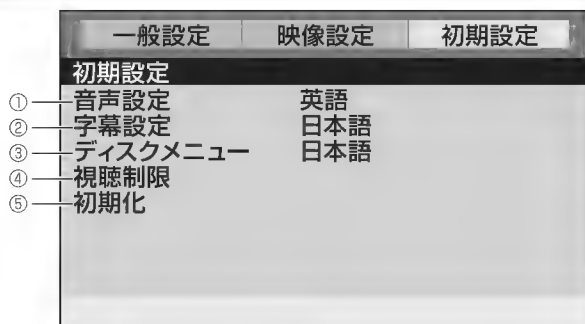 一般設定 映像設定 初期設定
初期設定
① 音声設定 英語
② 字幕設定 日本語
③ ディスクメニュー 日本語
④ 視聴制限
⑤ 初期化